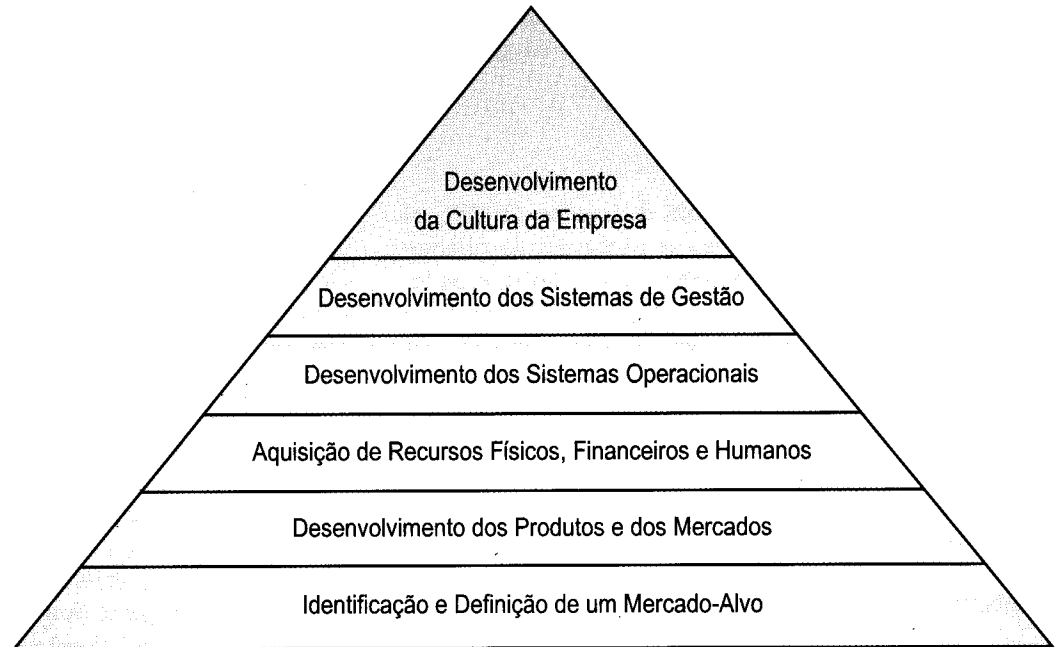 Desenvolvimento
da Cultura da Empresa
Desenvolvimento dos Sistemas de Gestão
Desenvolvimento dos Sistemas Operacionais
Aquisição de Recursos Físicos, Financeiros e Humanos
Desenvolvimento dos Produtos e dos Mercados
Identificação e Definição de um Mercado-Alvo